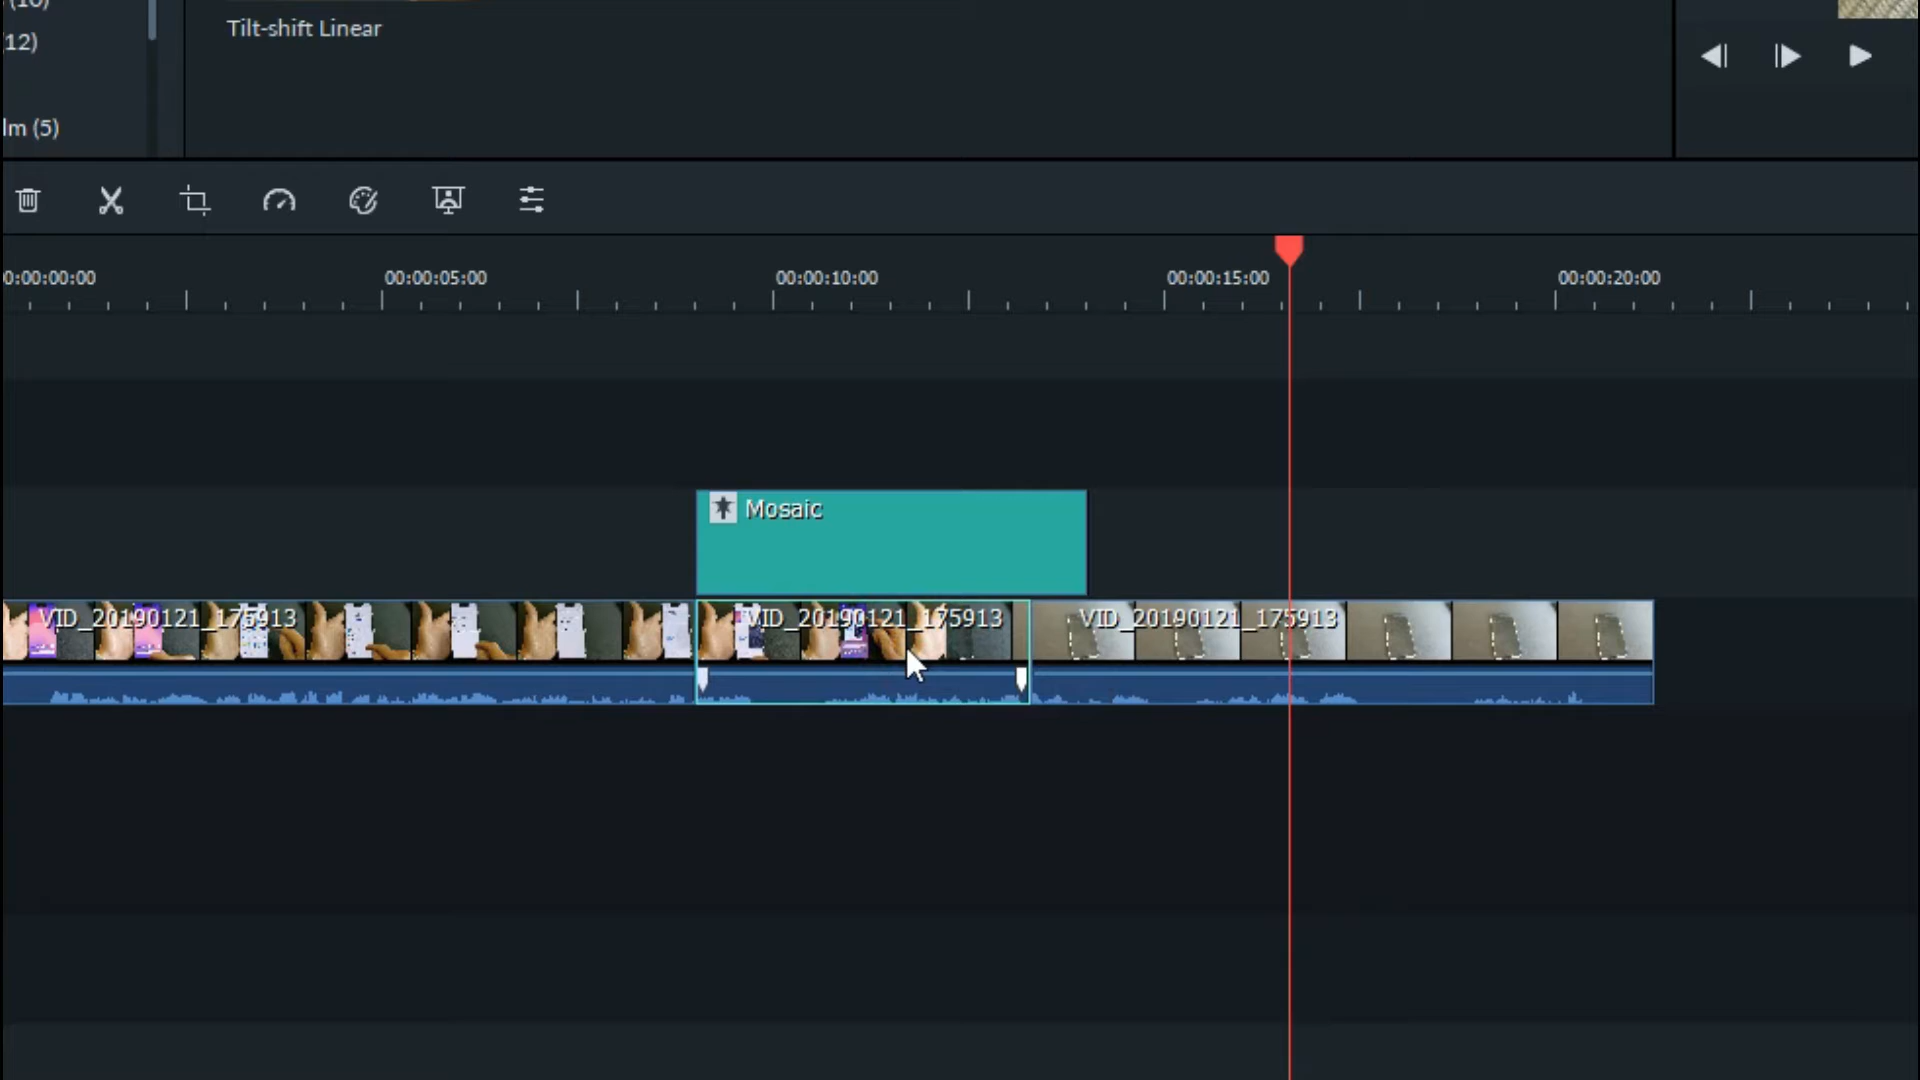 (10)
Tilt-shift Linear
(12)
lm (5)
0:00:00:00 00:00:05:00 00:00:10:00 00:00:15:00 00:00:20:00
Mosaic
VID_20190121_175913 VID_20190121_175913 VID_20190121_175913